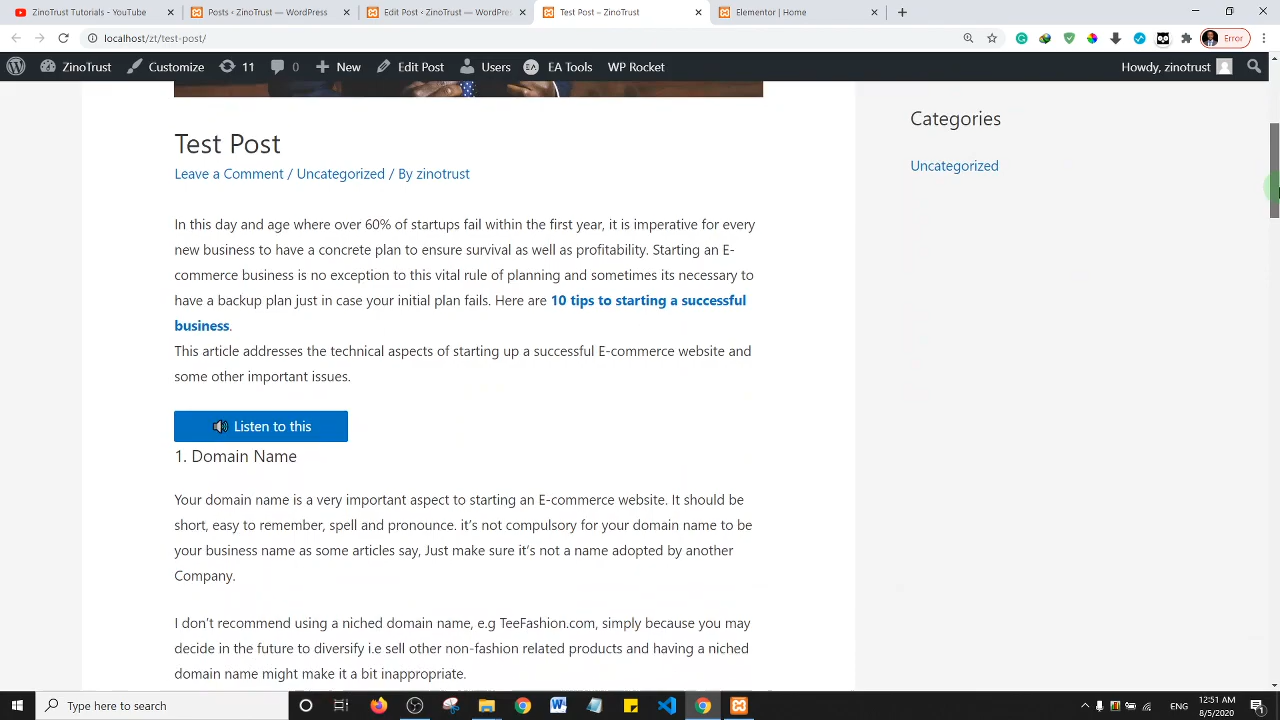 ZinoTrust Tutorials - YouTube
Posts ‹ ZinoTrust — WordPress
Edit Post ‹ ZinoTrust — WordPres
Test Post – ZinoTrust
Elementor | Home
localhost/zt/test-post/
Error
ZinoTrust
Customize
11
0
New
Edit Post
Users
EA
EA Tools
WP Rocket
Howdy, zinotrust
Test Post
Leave a Comment / Uncategorized / By zinotrust
In this day and age where over 60% of startups fail within the first year, it is imperative for every
new business to have a concrete plan to ensure survival as well as profitability. Starting an E-
commerce business is no exception to this vital rule of planning and sometimes its necessary to
have a backup plan just in case your initial plan fails. Here are 10 tips to starting a successful
business.
This article addresses the technical aspects of starting up a successful E-commerce website and
some other important issues.
Listen to this
1. Domain Name
Your domain name is a very important aspect to starting an E-commerce website. It should be
short, easy to remember, spell and pronounce. it’s not compulsory for your domain name to be
your business name as some articles say, Just make sure it’s not a name adopted by another
Company.
I don’t recommend using a niched domain name, e.g TeeFashion.com, simply because you may
decide in the future to diversify i.e sell other non-fashion related products and having a niched
domain name might make it a bit inappropriate.
Categories
Uncategorized
Type here to search
ENG
12:51 AM
8/5/2020